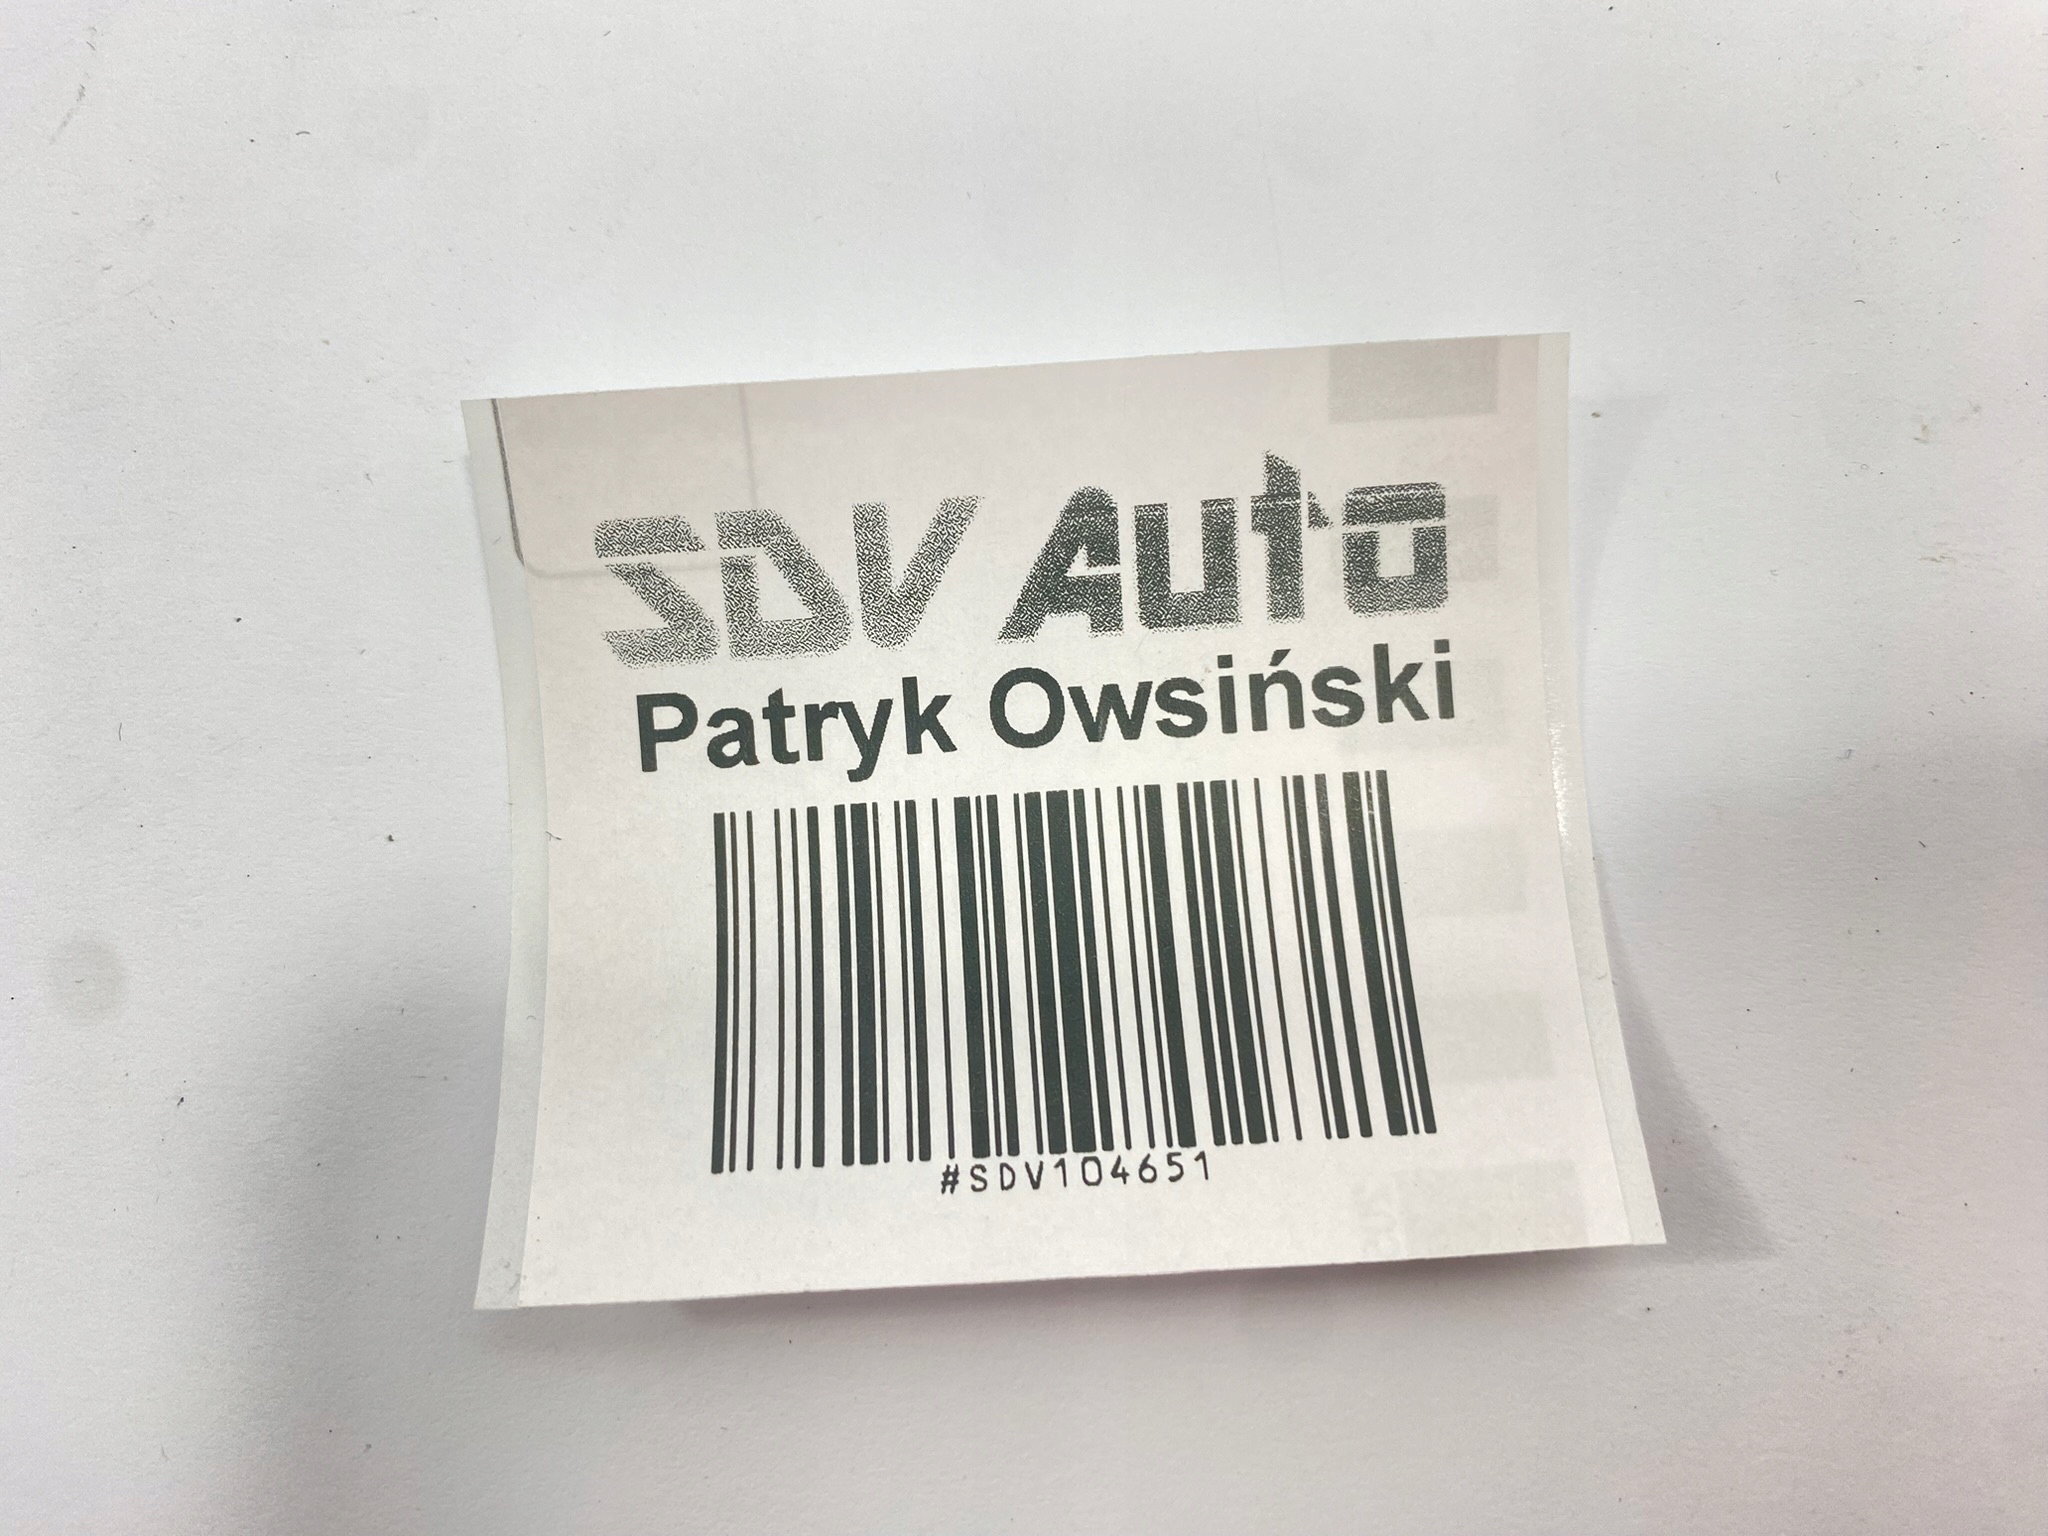 SDV Auto
Patryk Owsiński
#SDV104651